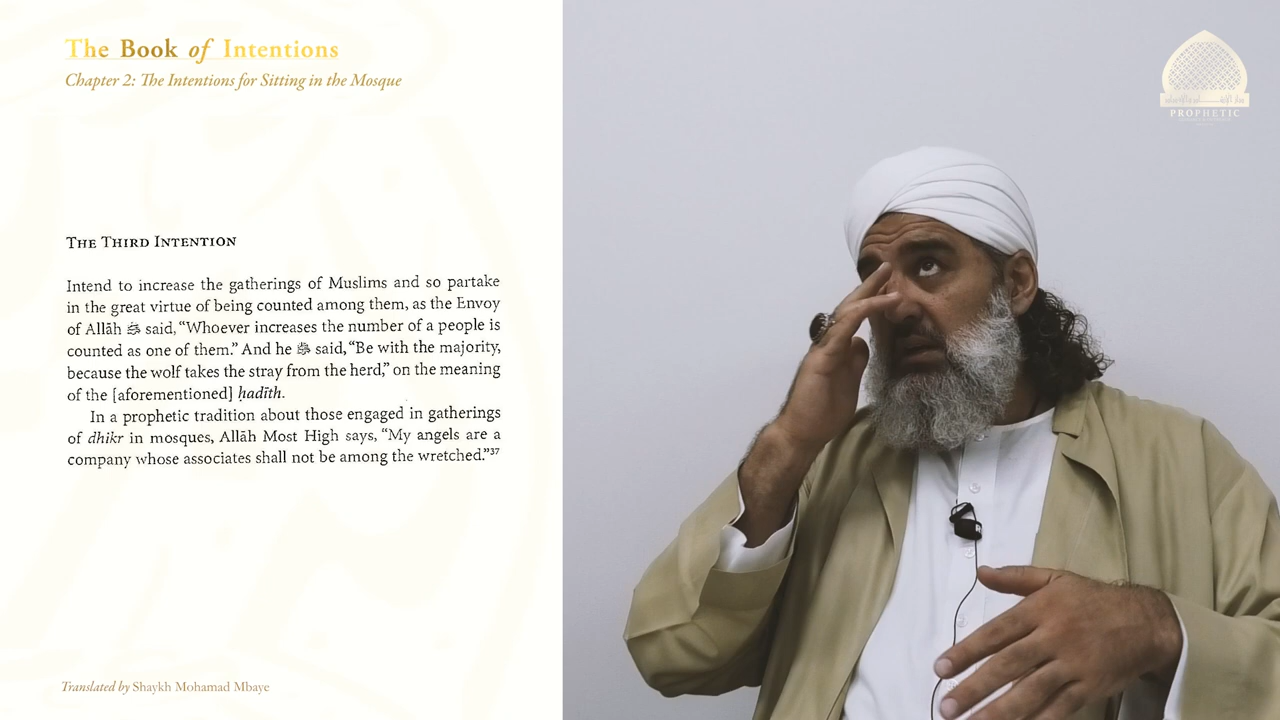 The Book of Intentions
Chapter 2: The Intentions for Sitting in the Mosque
THE THIRD INTENTION
Intend to increase the gatherings of Muslims and so partake
in the great virtue of being counted among them, as the Envoy
of Allāh ﷺ said, “Whoever increases the number of a people is
counted as one of them.” And he ﷺ said, “Be with the majority,
because the wolf takes the stray from the herd,” on the meaning
of the [aforementioned] ḥadīth.
In a prophetic tradition about those engaged in gatherings
of dhikr in mosques, Allāh Most High says, “My angels are a
company whose associates shall not be among the wretched.”³⁷
Translated by Shaykh Mohamad Mbaye
PROPHETIC